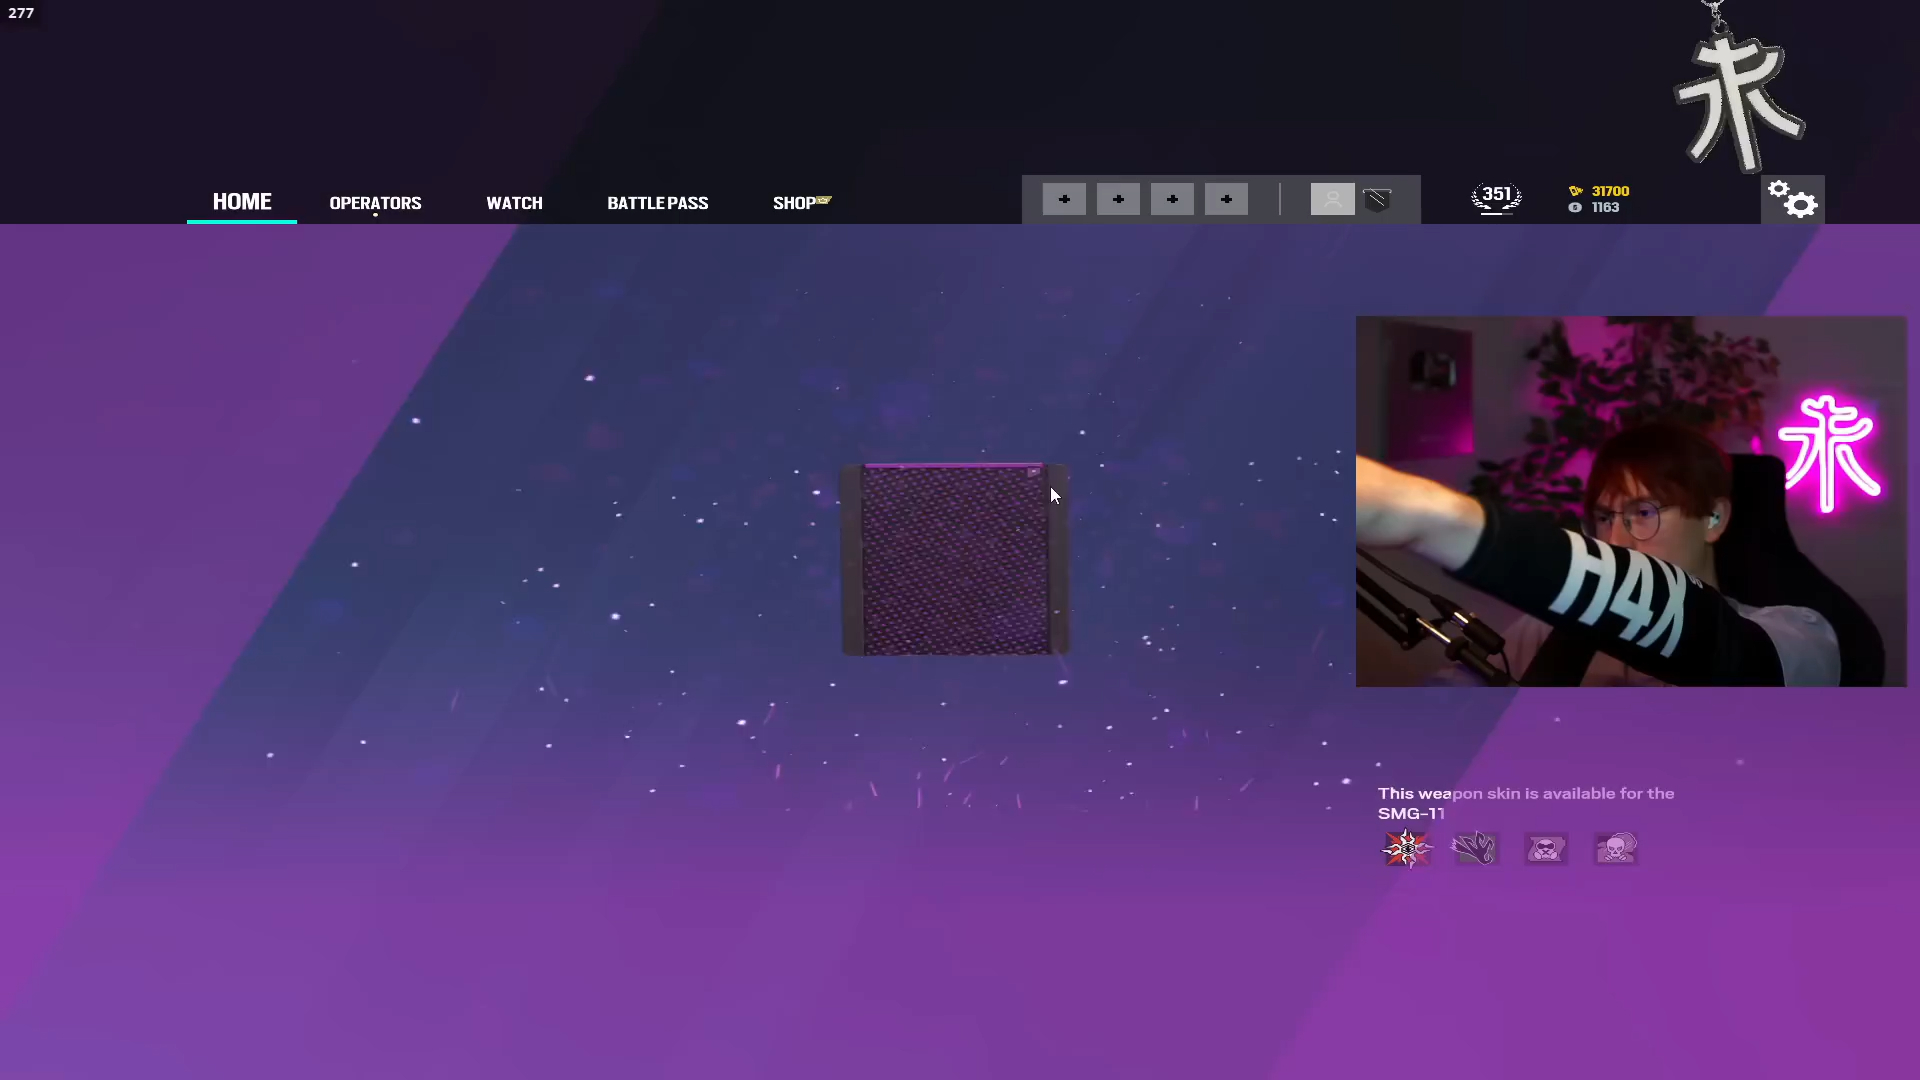 277
HOME
OPERATORS
WATCH
BATTLE PASS
SHOP
351
31700
1163
H4X
This weapon skin is available for the
SMG-11